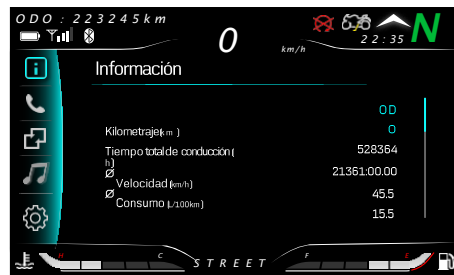 ODO : 223245km
0
km/h
22:35
N
Información
OD
O
Kilometraje(km )
Tiempo total de conducción(
h)
528364
Ø
Velocidad (km/h)
21361:00.00
Ø
Consumo (L/100km)
45.5
15.5
H
C
STREET
F
E